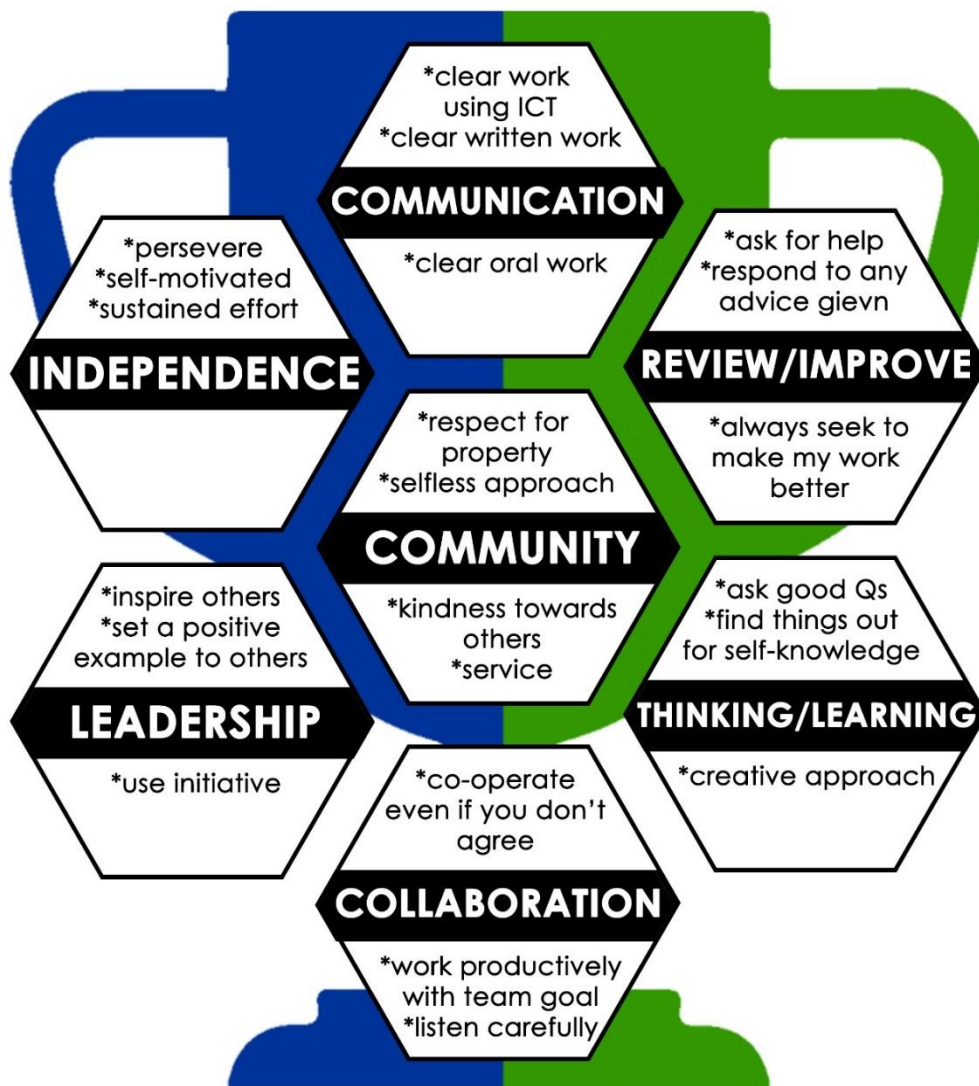 *clear work
using ICT
*clear written work
COMMUNICATION
*clear oral work
*persevere
*self-motivated
*sustained effort
INDEPENDENCE
*ask for help
*respond to any
advice gievn
REVIEW/IMPROVE
*always seek to
make my work
better
*respect for
property
*selfless approach
COMMUNITY
*kindness towards
others
*service
*inspire others
*set a positive
example to others
LEADERSHIP
*use initiative
*ask good Qs
*find things out
for self-knowledge
THINKING/LEARNING
*creative approach
*co-operate
even if you don't
agree
COLLABORATION
*work productively
with team goal
*listen carefully